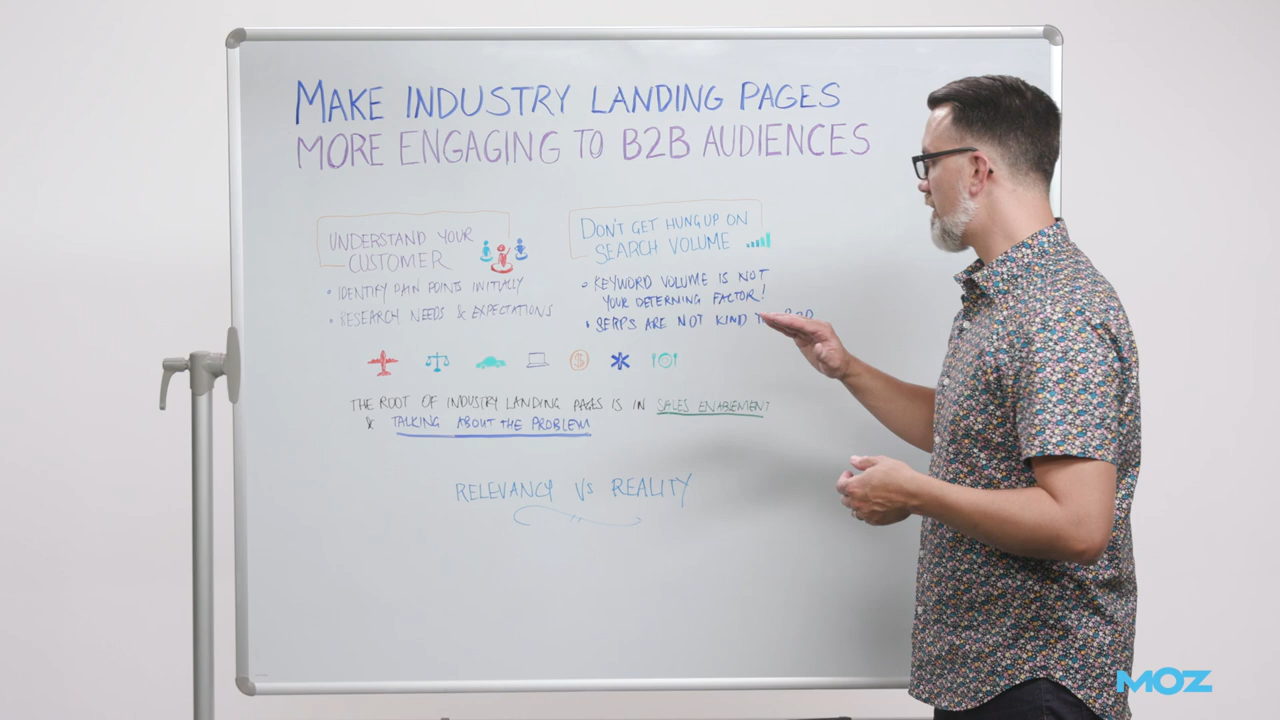 MAKE INDUSTRY LANDING PAGES
MORE ENGAGING TO B2B AUDIENCES
UNDERSTAND YOUR
CUSTOMER
• IDENTIFY PAIN POINTS INITIALLY
• RESEARCH NEEDS & EXPECTATIONS
DON'T GET HUNG UP ON
SEARCH VOLUME
• KEYWORD VOLUME IS NOT
YOUR DETERNING FACTOR!
• SERPS ARE NOT KIND
THE ROOT OF INDUSTRY LANDING PAGES IS IN SALES ENABLEMENT
& TALKING ABOUT THE PROBLEM
RELEVANCY VS REALITY
MOZ